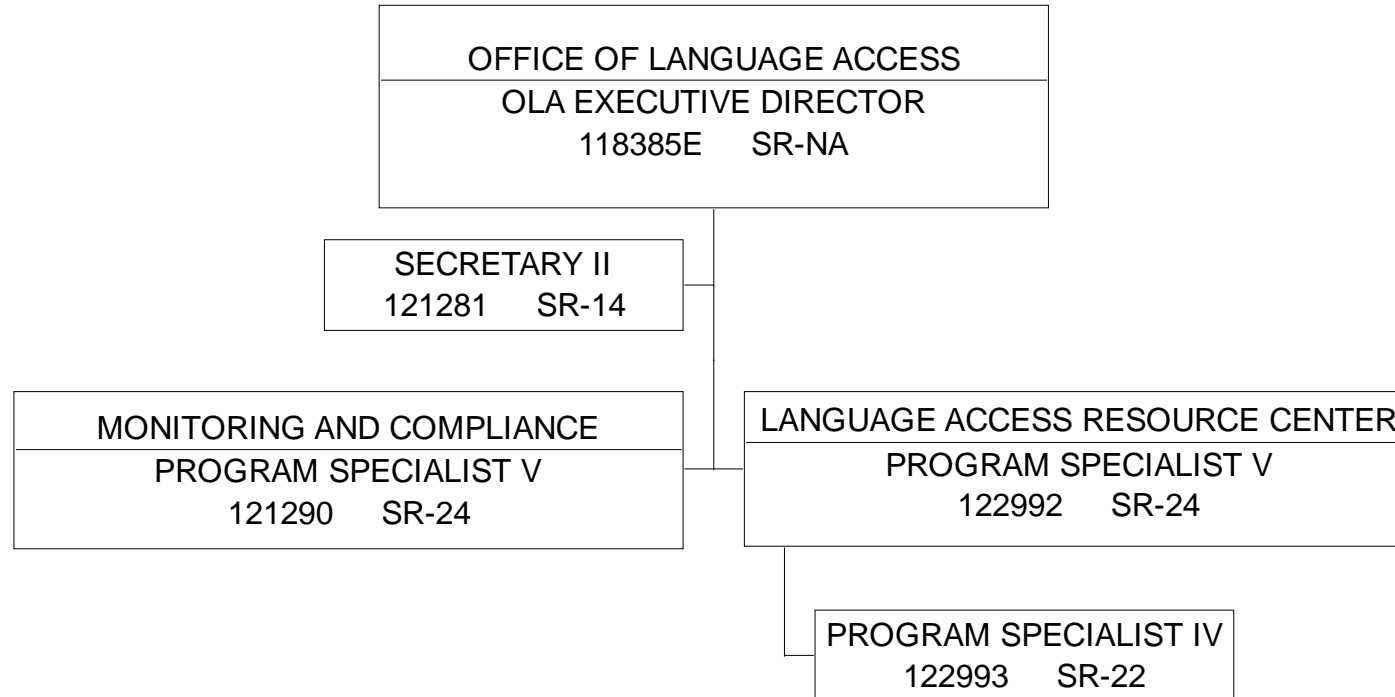 OFFICE OF LANGUAGE ACCESS
OLA EXECUTIVE DIRECTOR
118385E SR-NA
SECRETARY II
121281 SR-14
MONITORING AND COMPLIANCE
PROGRAM SPECIALIST V
121290 SR-24
LANGUAGE ACCESS RESOURCE CENTER
PROGRAM SPECIALIST V
122992 SR-24
PROGRAM SPECIALIST IV
122993 SR-22